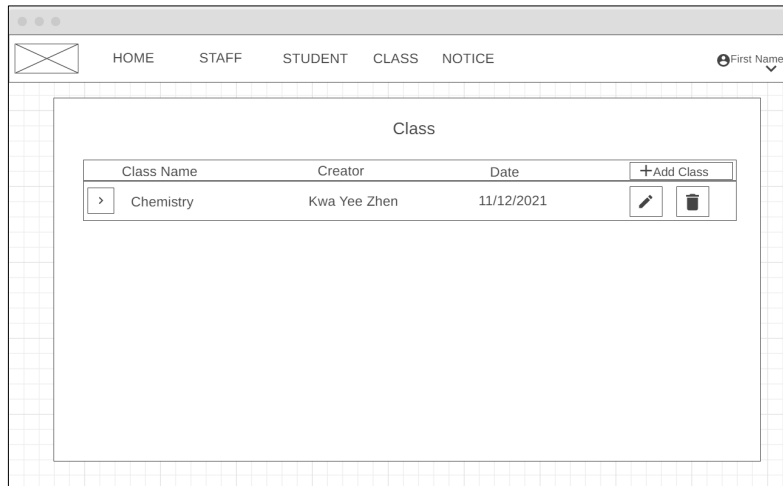 HOME STAFF STUDENT CLASS NOTICE First Name
Class
Class Name Creator Date +Add Class
Chemistry Kwa Yee Zhen 11/12/2021